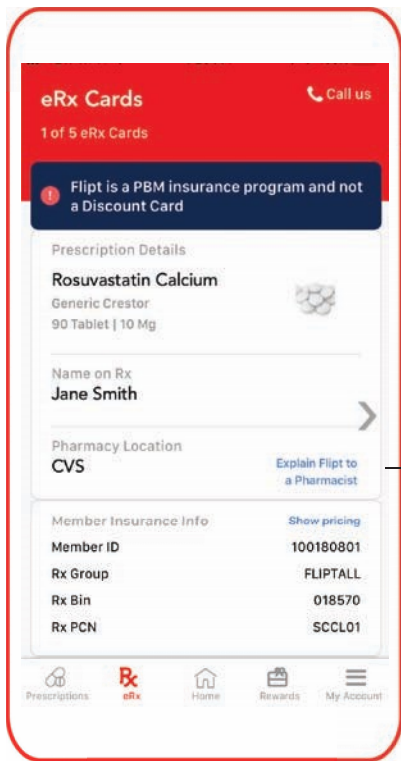 eRx Cards
Call us
1 of 5 eRx Cards
Flipt is a PBM insurance program and not
a Discount Card
Prescription Details
Rosuvastatin Calcium
Generic Crestor
90 Tablet | 10 Mg
Name on Rx
Jane Smith
Pharmacy Location
CVS
Explain Flipt to
a Pharmacist
Member Insurance Info
Show pricing
Member ID
100180801
Rx Group
FLIPTALL
Rx Bin
018570
Rx PCN
SCCL01
Prescriptions
Rx
eRx
Home
Rewards
My Account